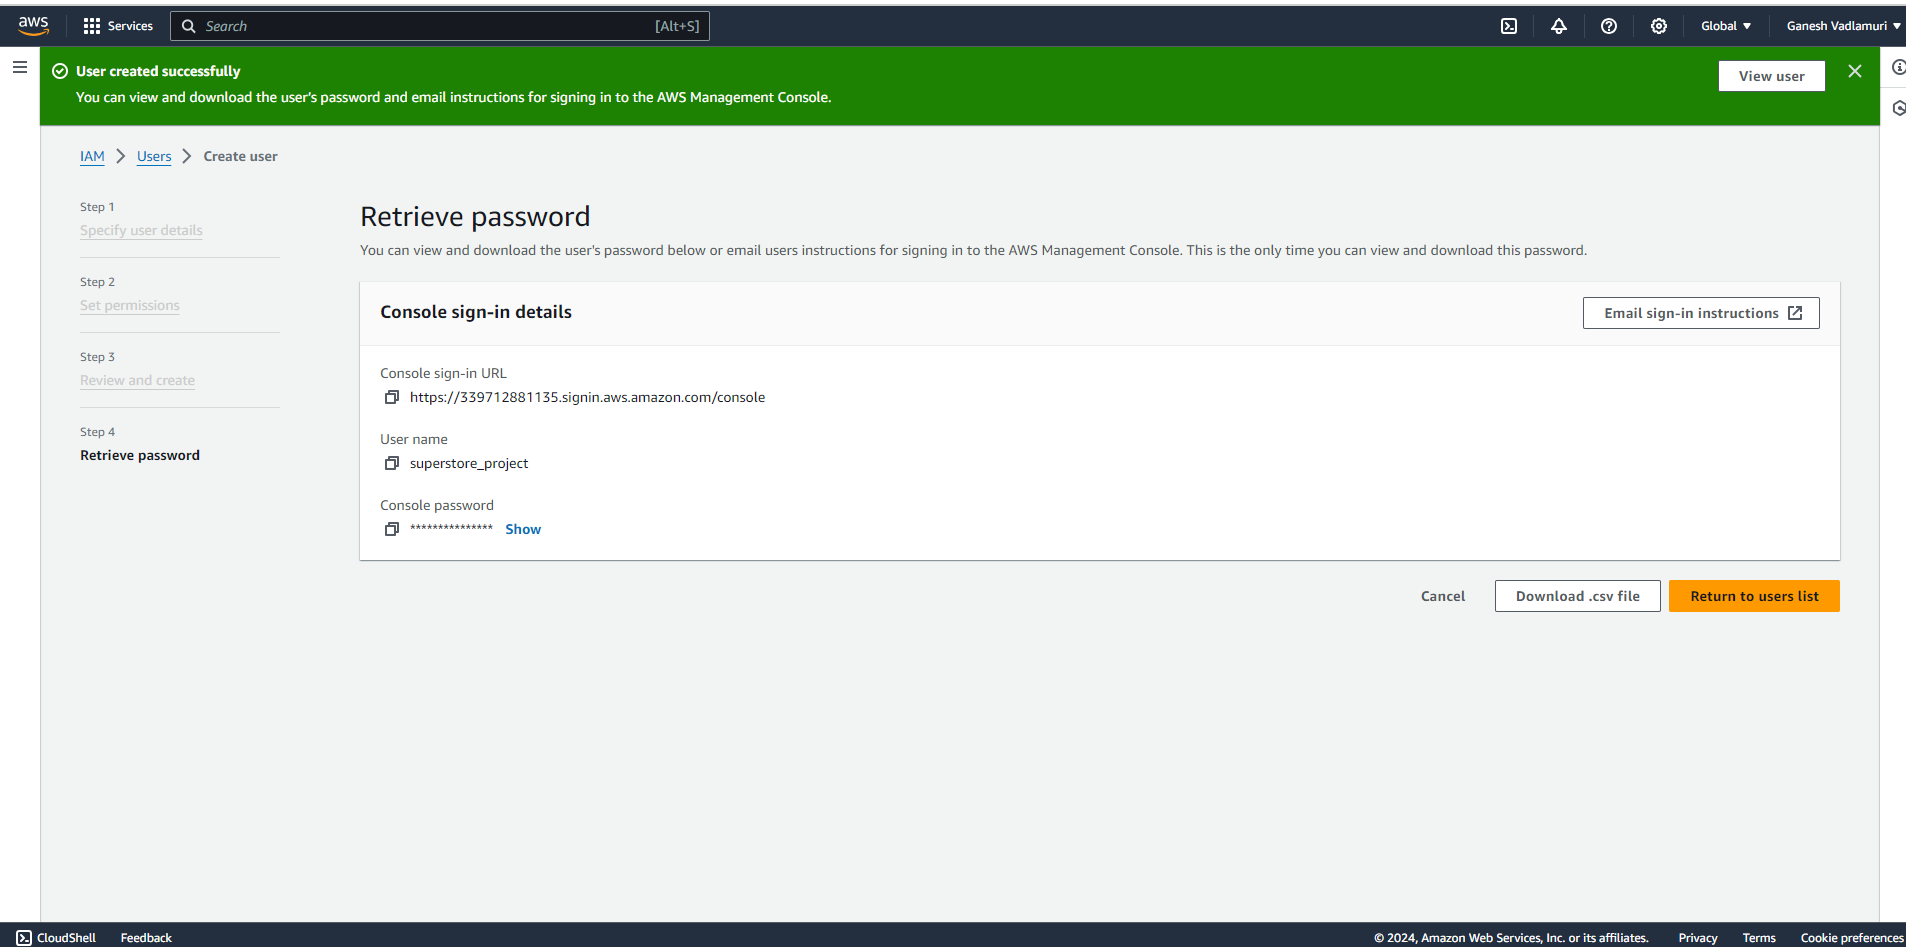 aws
Services
Search
[Alt+S]
Global
Ganesh Vadlamuri
User created successfully
You can view and download the user's password and email instructions for signing in to the AWS Management Console.
View user
IAM
Users
Create user
Step 1
Specify user details
Step 2
Set permissions
Step 3
Review and create
Step 4
Retrieve password
Retrieve password
You can view and download the user's password below or email users instructions for signing in to the AWS Management Console. This is the only time you can view and download this password.
Console sign-in details
Email sign-in instructions
Console sign-in URL
https://339712881135.signin.aws.amazon.com/console
User name
superstore_project
Console password
*************** Show
Cancel
Download .csv file
Return to users list
CloudShell
Feedback
© 2024, Amazon Web Services, Inc. or its affiliates.
Privacy
Terms
Cookie preferences